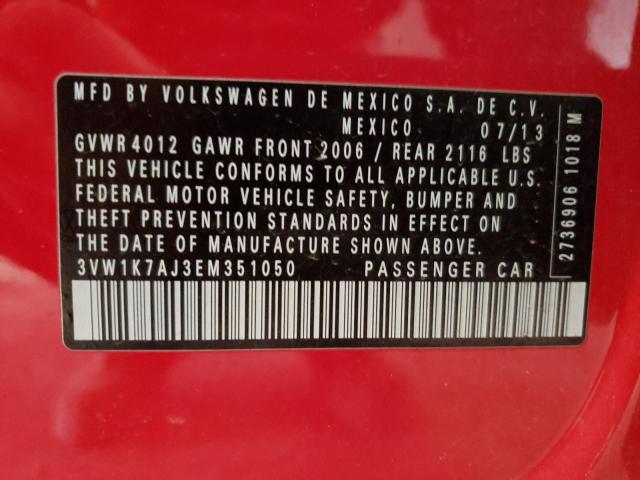 MFD BY VOLKSWAGEN DE MEXICO S.A. DE C.V.
MEXICO 07/13
GVWR 4012 GAWR FRONT 2006 / REAR 2116 LBS
THIS VEHICLE CONFORMS TO ALL APPLICABLE U.S.
FEDERAL MOTOR VEHICLE SAFETY, BUMPER AND
THEFT PREVENTION STANDARDS IN EFFECT ON
THE DATE OF MANUFACTURE SHOWN ABOVE.
3VW1K7AJ3EM351050 PASSENGER CAR
2736906 1018 M